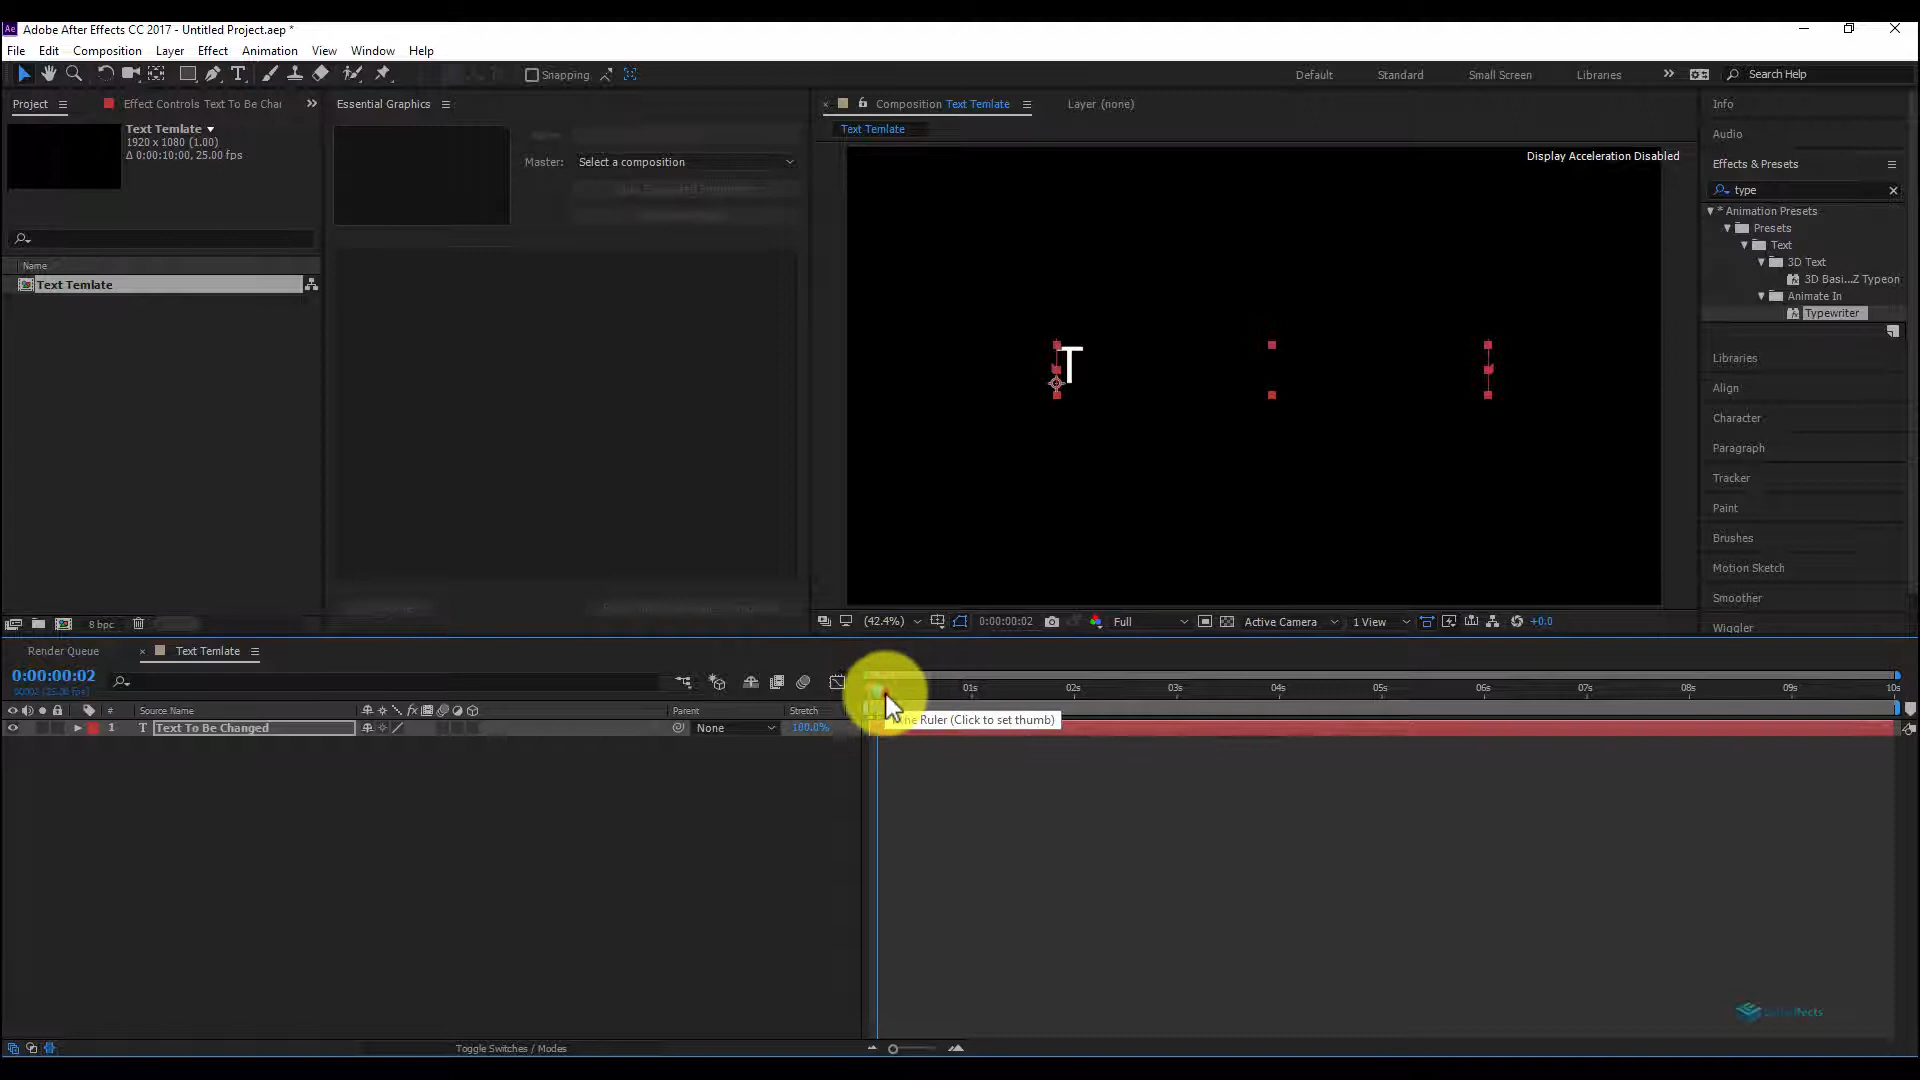 Adobe After Effects CC 2017 - Untitled Project.aep *
File Edit Composition Layer Effect Animation View Window Help
Snapping
Default Standard Small Screen Libraries
Search Help
Project
Effect Controls Text To Be Char
Essential Graphics
Composition Text Temlate
Layer (none)
Info
Text Temlate
1920 x 1080 (1.00)
Δ 0:00:10:00, 25.00 fps
Master: Select a composition
Text Temlate
Display Acceleration Disabled
Audio
Effects & Presets
type
* Animation Presets
Presets
Text
3D Text
3D Basi...Z Typeon
Animate In
Typewriter
Name
Text Temlate
T
Libraries
Align
Character
Paragraph
Tracker
Paint
Brushes
Motion Sketch
Smoother
Wiggler
8 bpc
(42.4%)
0:00:00:02
Full
Active Camera
1 View
+0.0
Render Queue
Text Temlate
0:00:00:02
00002 (25.00 fps)
01s 02s 03s 04s 05s 06s 07s 08s 09s 10s
# Source Name
Parent
Stretch
Ruler (Click to set thumb)
1 T Text To Be Changed
None
100.0%
Toggle Switches / Modes